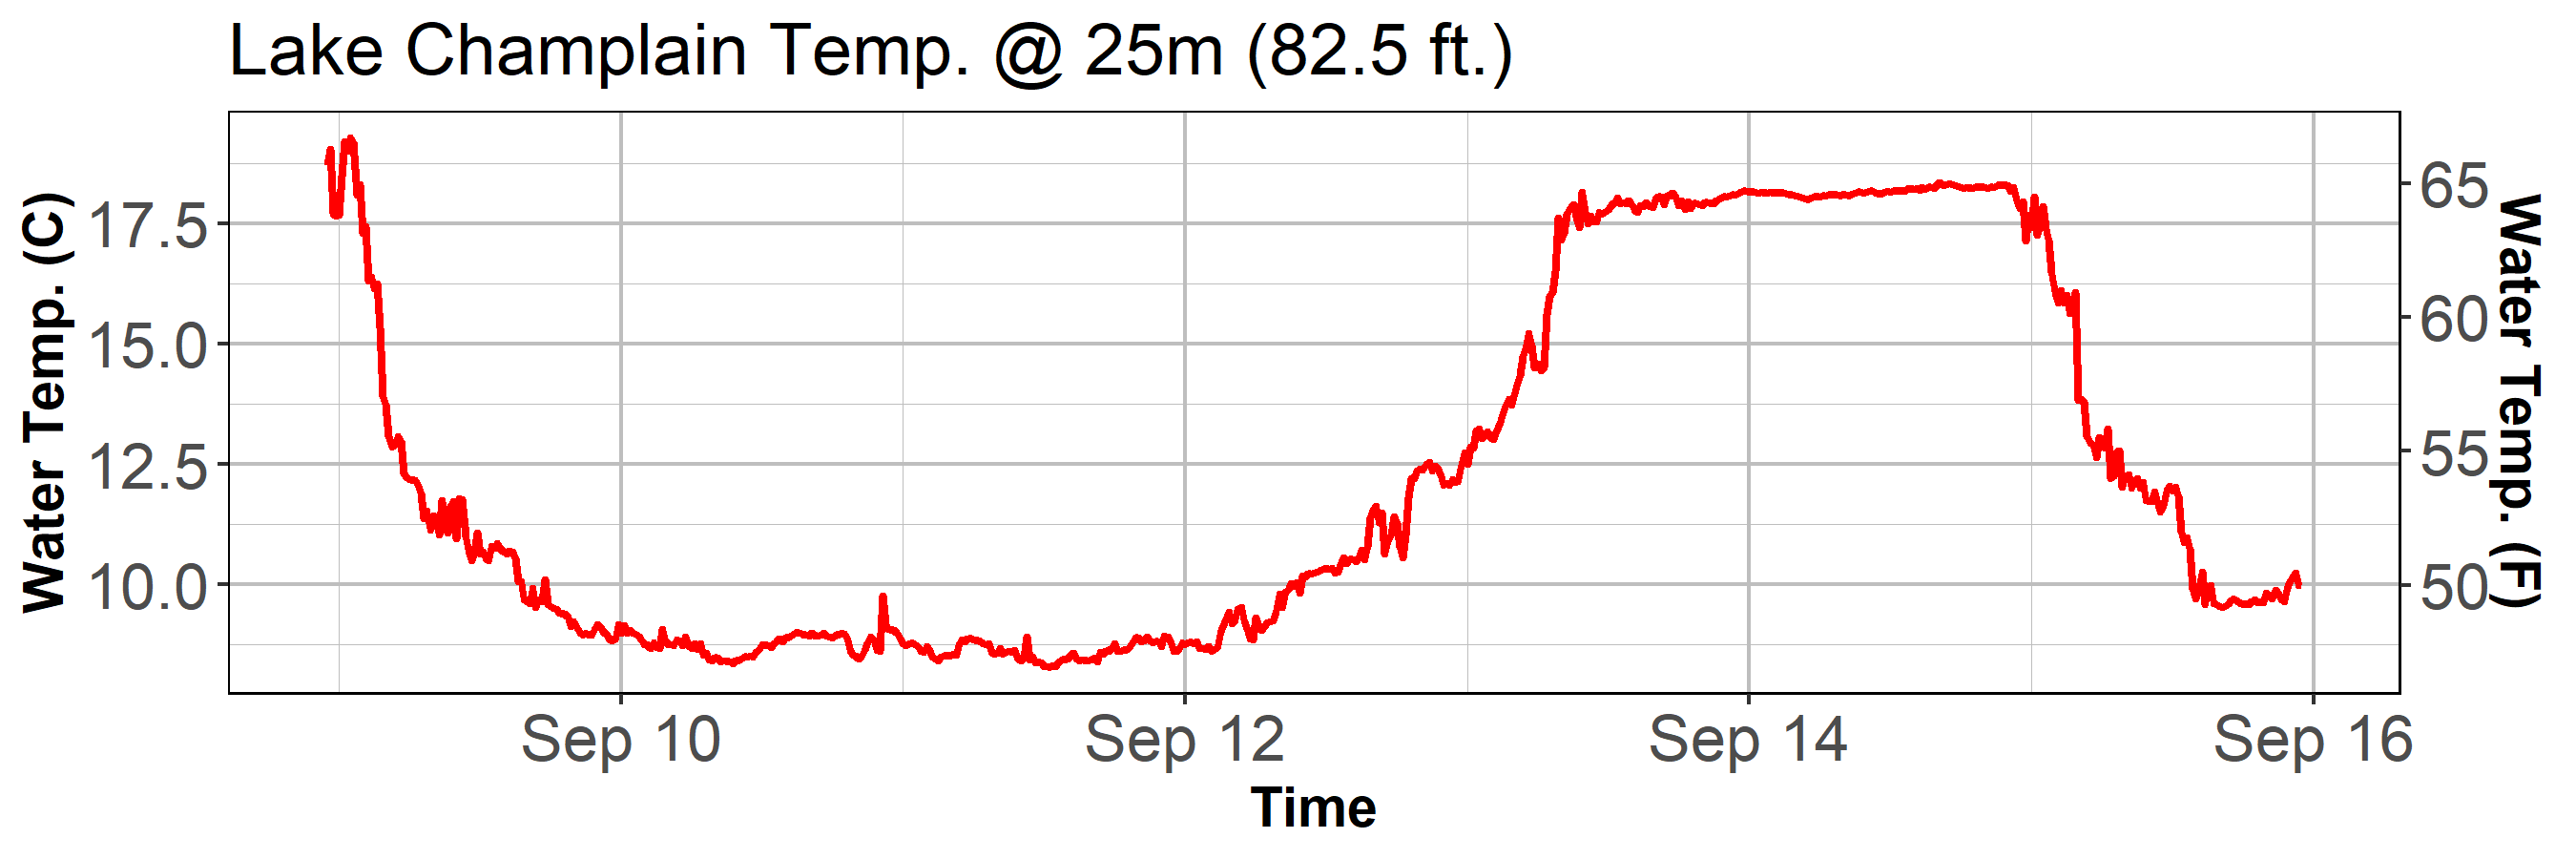 Lake Champlain Temp. @ 25m (82.5 ft.)
Water Temp. (C)
17.5
15.0
12.5
10.0
65
60
55
50
Water Temp. (F)
Sep 10 Sep 12 Sep 14 Sep 16
Time